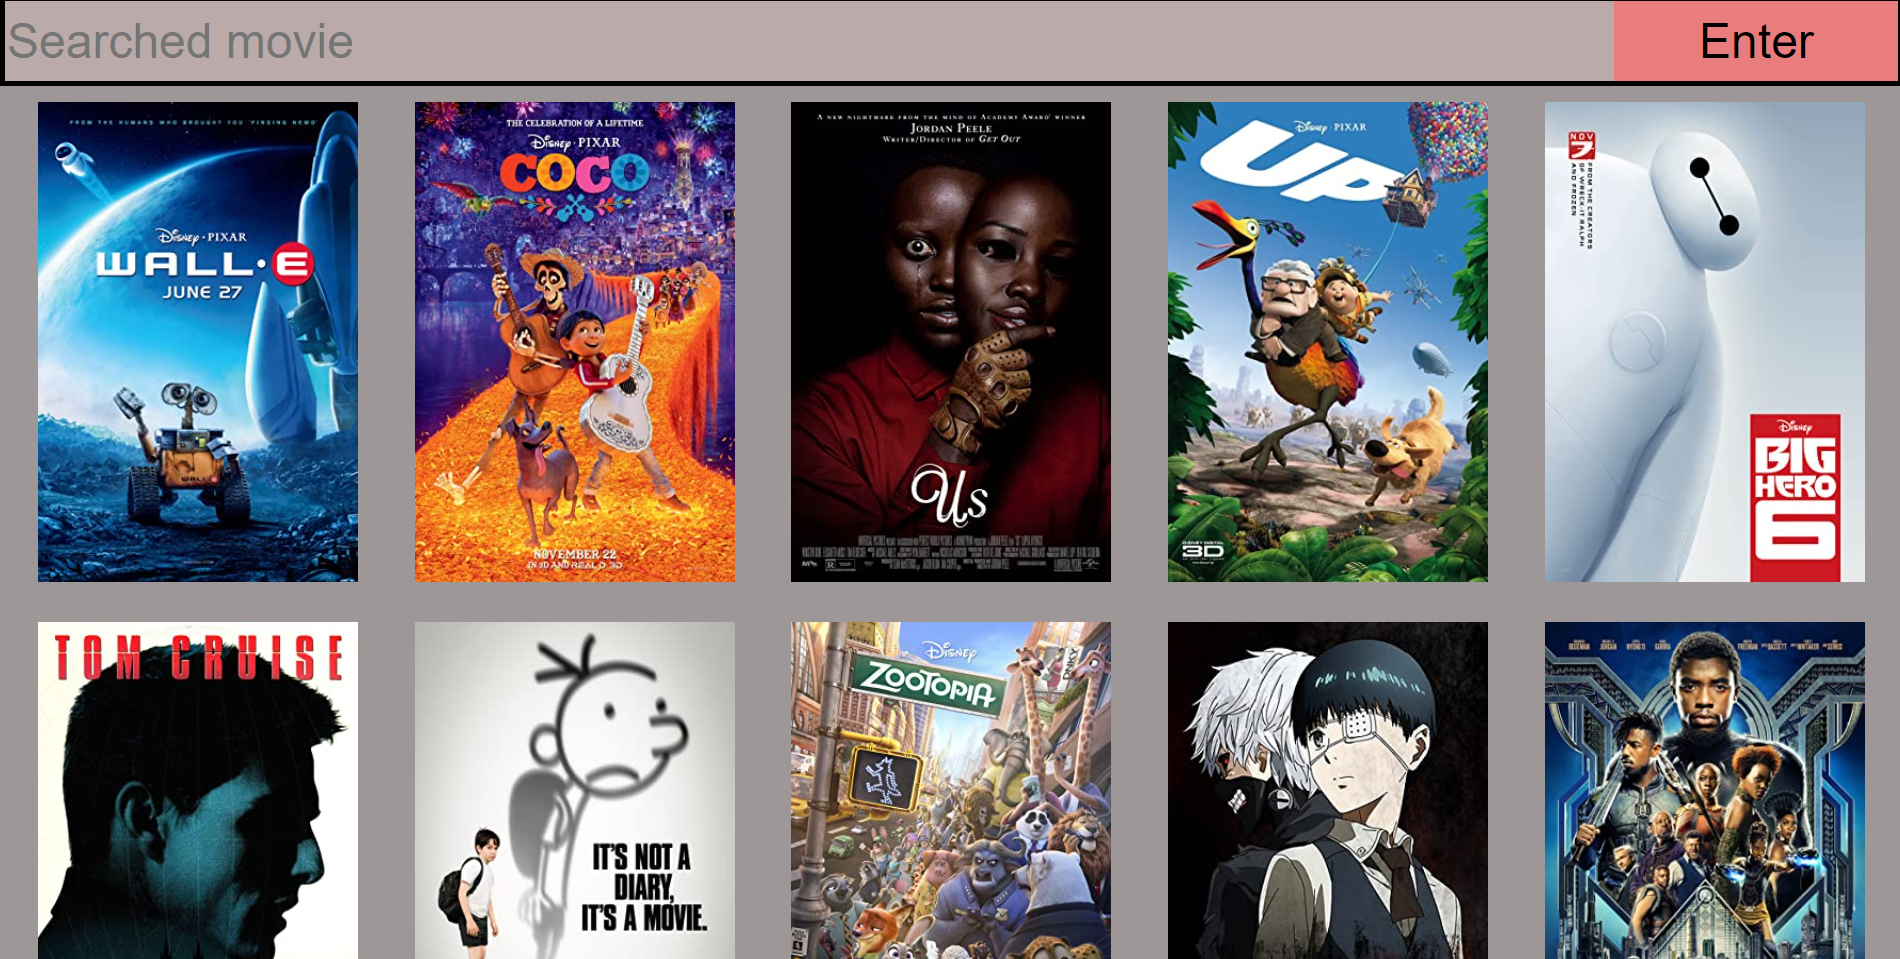 Searched movie
Enter
FROM THE HUMANS WHO BROUGHT YOU "FINDING NEMO"
DISNEY · PIXAR
WALL·E
JUNE 27
WALL·E
THE CELEBRATION OF A LIFETIME
DISNEY · PIXAR
COCO
NOVEMBER 22
IN 3D AND REAL D 3D
A NEW NIGHTMARE FROM THE MIND OF ACADEMY AWARD® WINNER
JORDAN PEELE
WRITER/DIRECTOR OF GET OUT
Us
DISNEY · PIXAR
UP
DISNEY DIGITAL
3D
NOV
7
FROM THE CREATORS
OF WRECK-IT RALPH
AND FROZEN
DISNEY
BIG
HERO
6
TOM CRUISE
IT'S NOT A
DIARY,
IT'S A MOVIE.
DISNEY
ZOOTOPIA